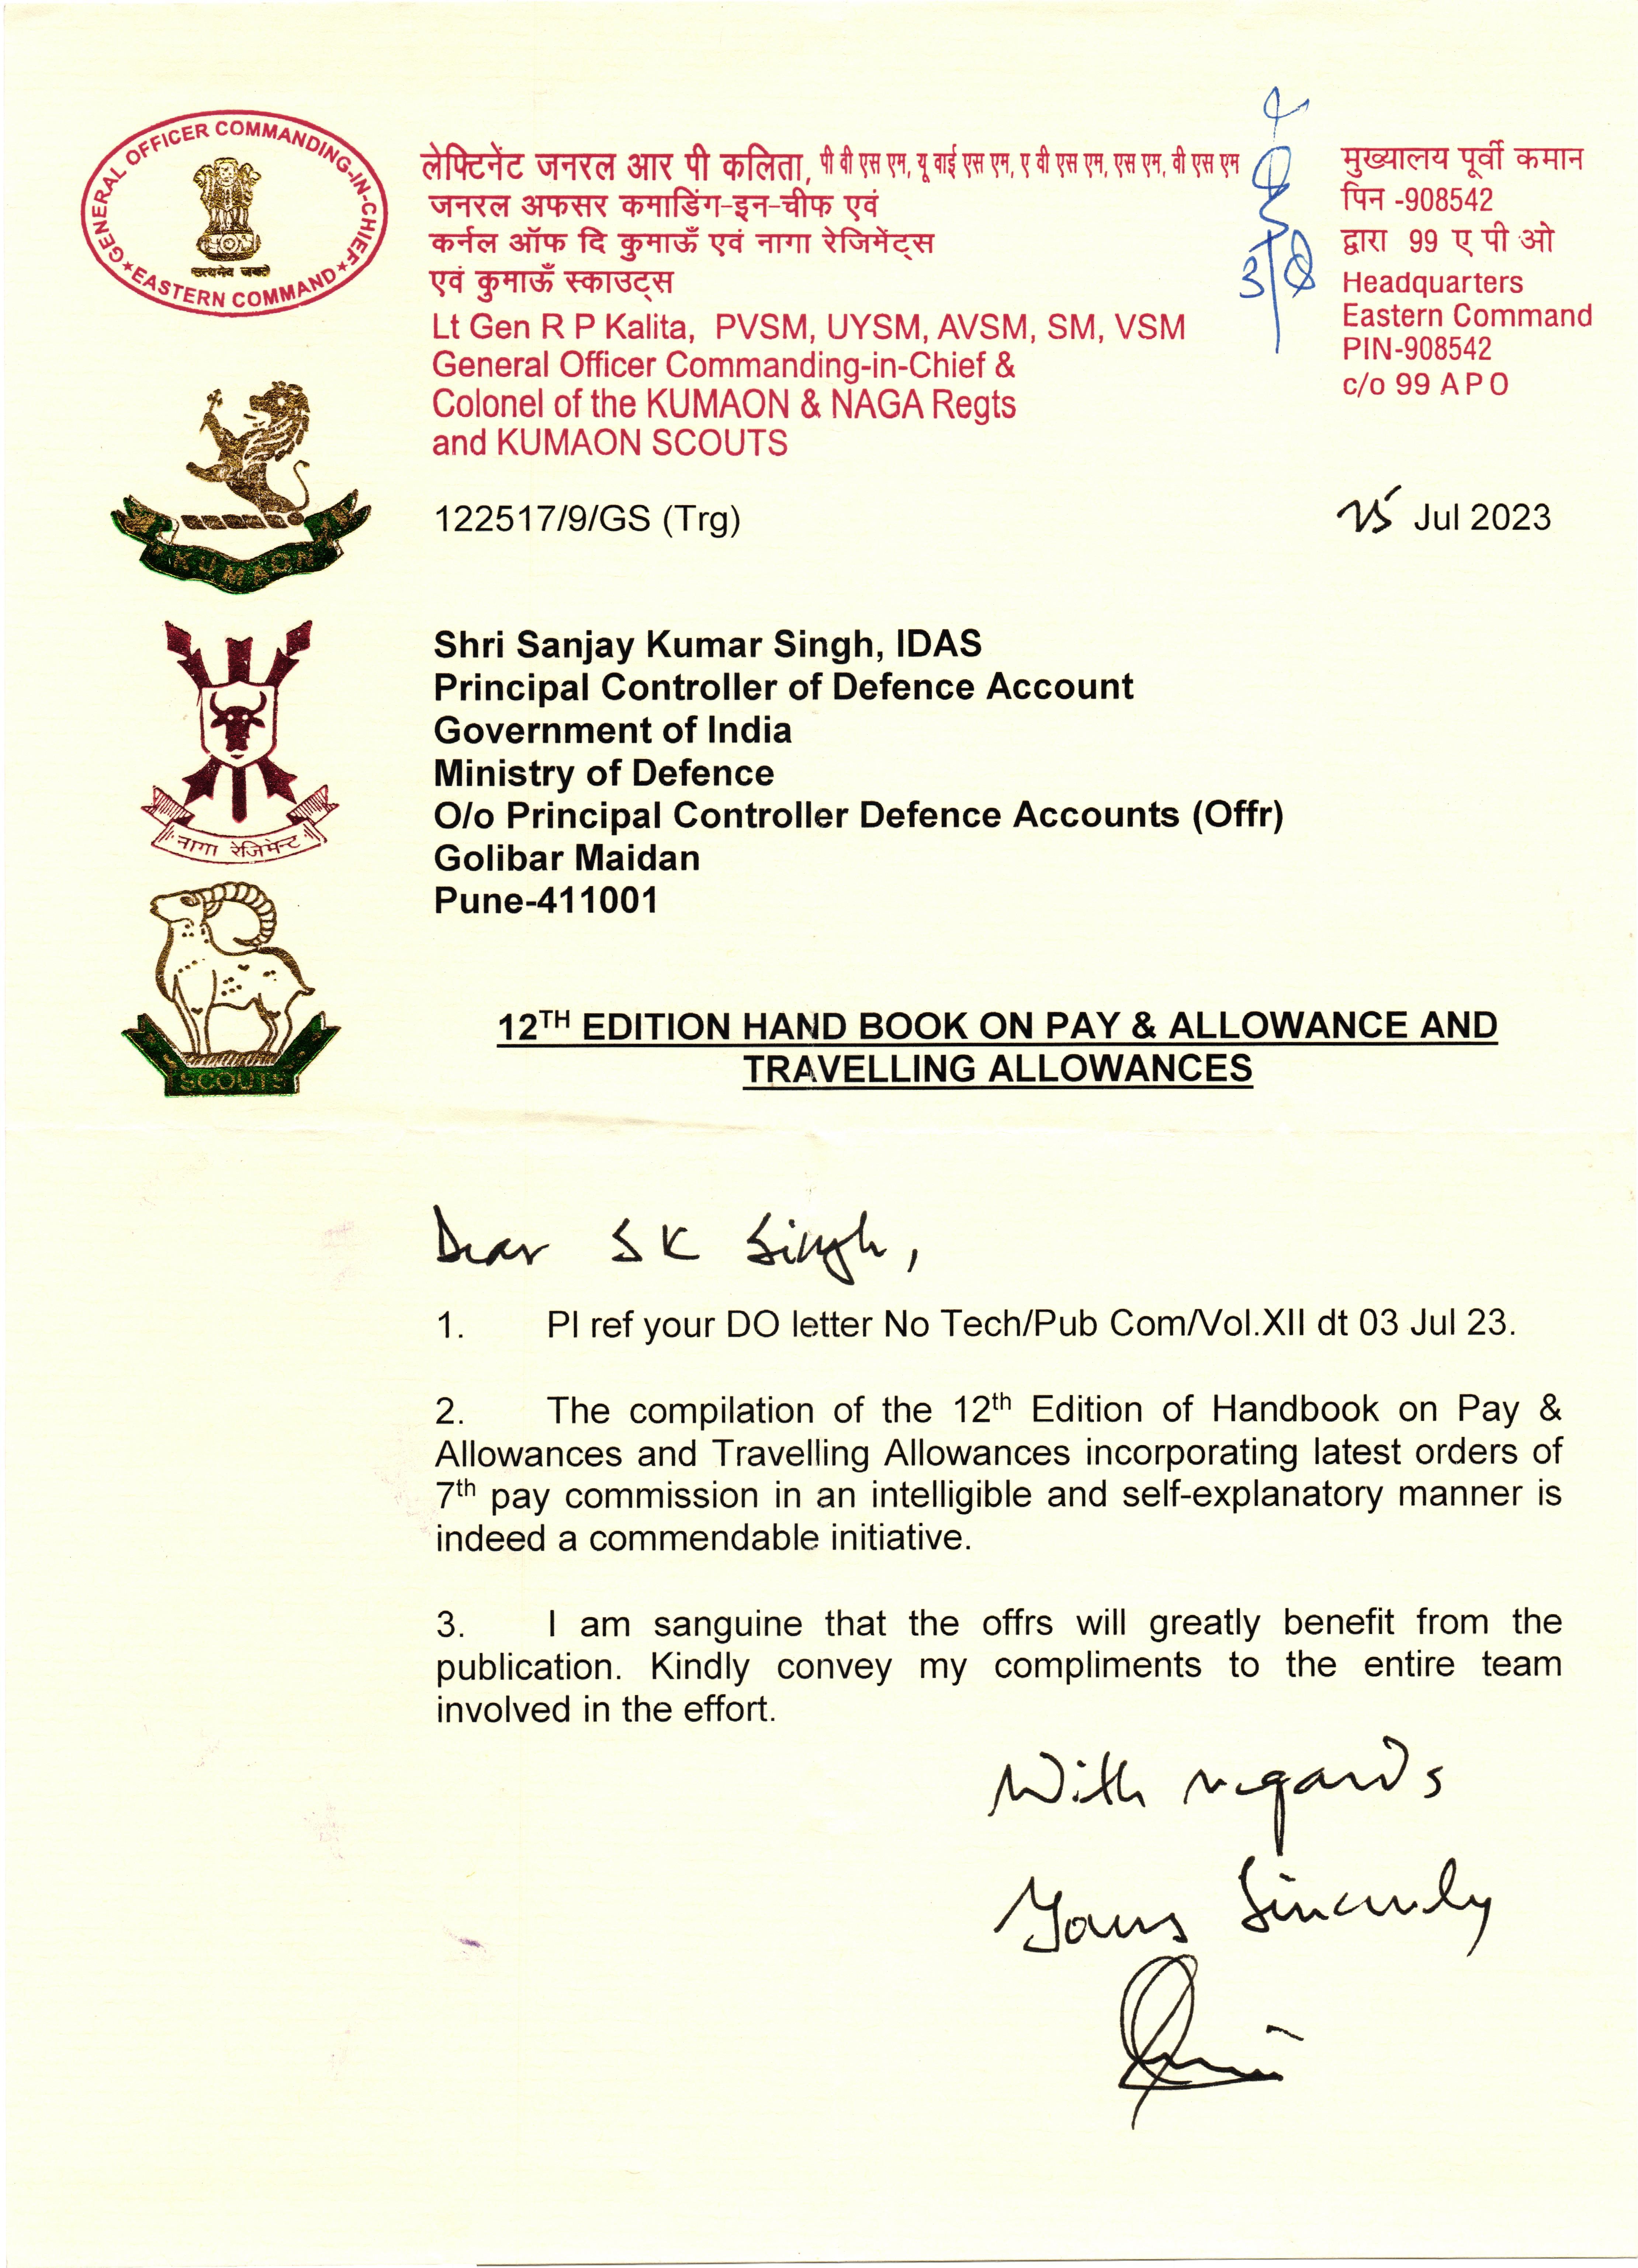 GENERAL OFFICER COMMANDING-IN-CHIEF
★ EASTERN COMMAND ★
सत्यमेव जयते
लेफ्टिनेंट जनरल आर पी कलिता, पी वी एस एम, यू वाई एस एम, ए वी एस एम, एस एम, वी एस एम
जनरल अफसर कमाडिंग-इन-चीफ एवं
कर्नल ऑफ दि कुमाऊँ एवं नागा रेजिमेंट्स
एवं कुमाऊँ स्काउट्स
Lt Gen R P Kalita, PVSM, UYSM, AVSM, SM, VSM
General Officer Commanding-in-Chief &
Colonel of the KUMAON & NAGA Regts
and KUMAON SCOUTS
मुख्यालय पूर्वी कमान
पिन -908542
द्वारा 99 ए पी ओ
Headquarters
Eastern Command
PIN-908542
c/o 99 A P O
KUMAON
नागा रेजिमेन्ट
SCOUTS
122517/9/GS (Trg)
25 Jul 2023
Shri Sanjay Kumar Singh, IDAS
Principal Controller of Defence Account
Government of India
Ministry of Defence
O/o Principal Controller Defence Accounts (Offr)
Golibar Maidan
Pune-411001
12TH EDITION HAND BOOK ON PAY & ALLOWANCE AND
TRAVELLING ALLOWANCES
Dear S K Singh,
1. Pl ref your DO letter No Tech/Pub Com/Vol.XII dt 03 Jul 23.
2. The compilation of the 12th Edition of Handbook on Pay &
Allowances and Travelling Allowances incorporating latest orders of
7th pay commission in an intelligible and self-explanatory manner is
indeed a commendable initiative.
3. I am sanguine that the offrs will greatly benefit from the
publication. Kindly convey my compliments to the entire team
involved in the effort.
With regards
Yours Sincerely